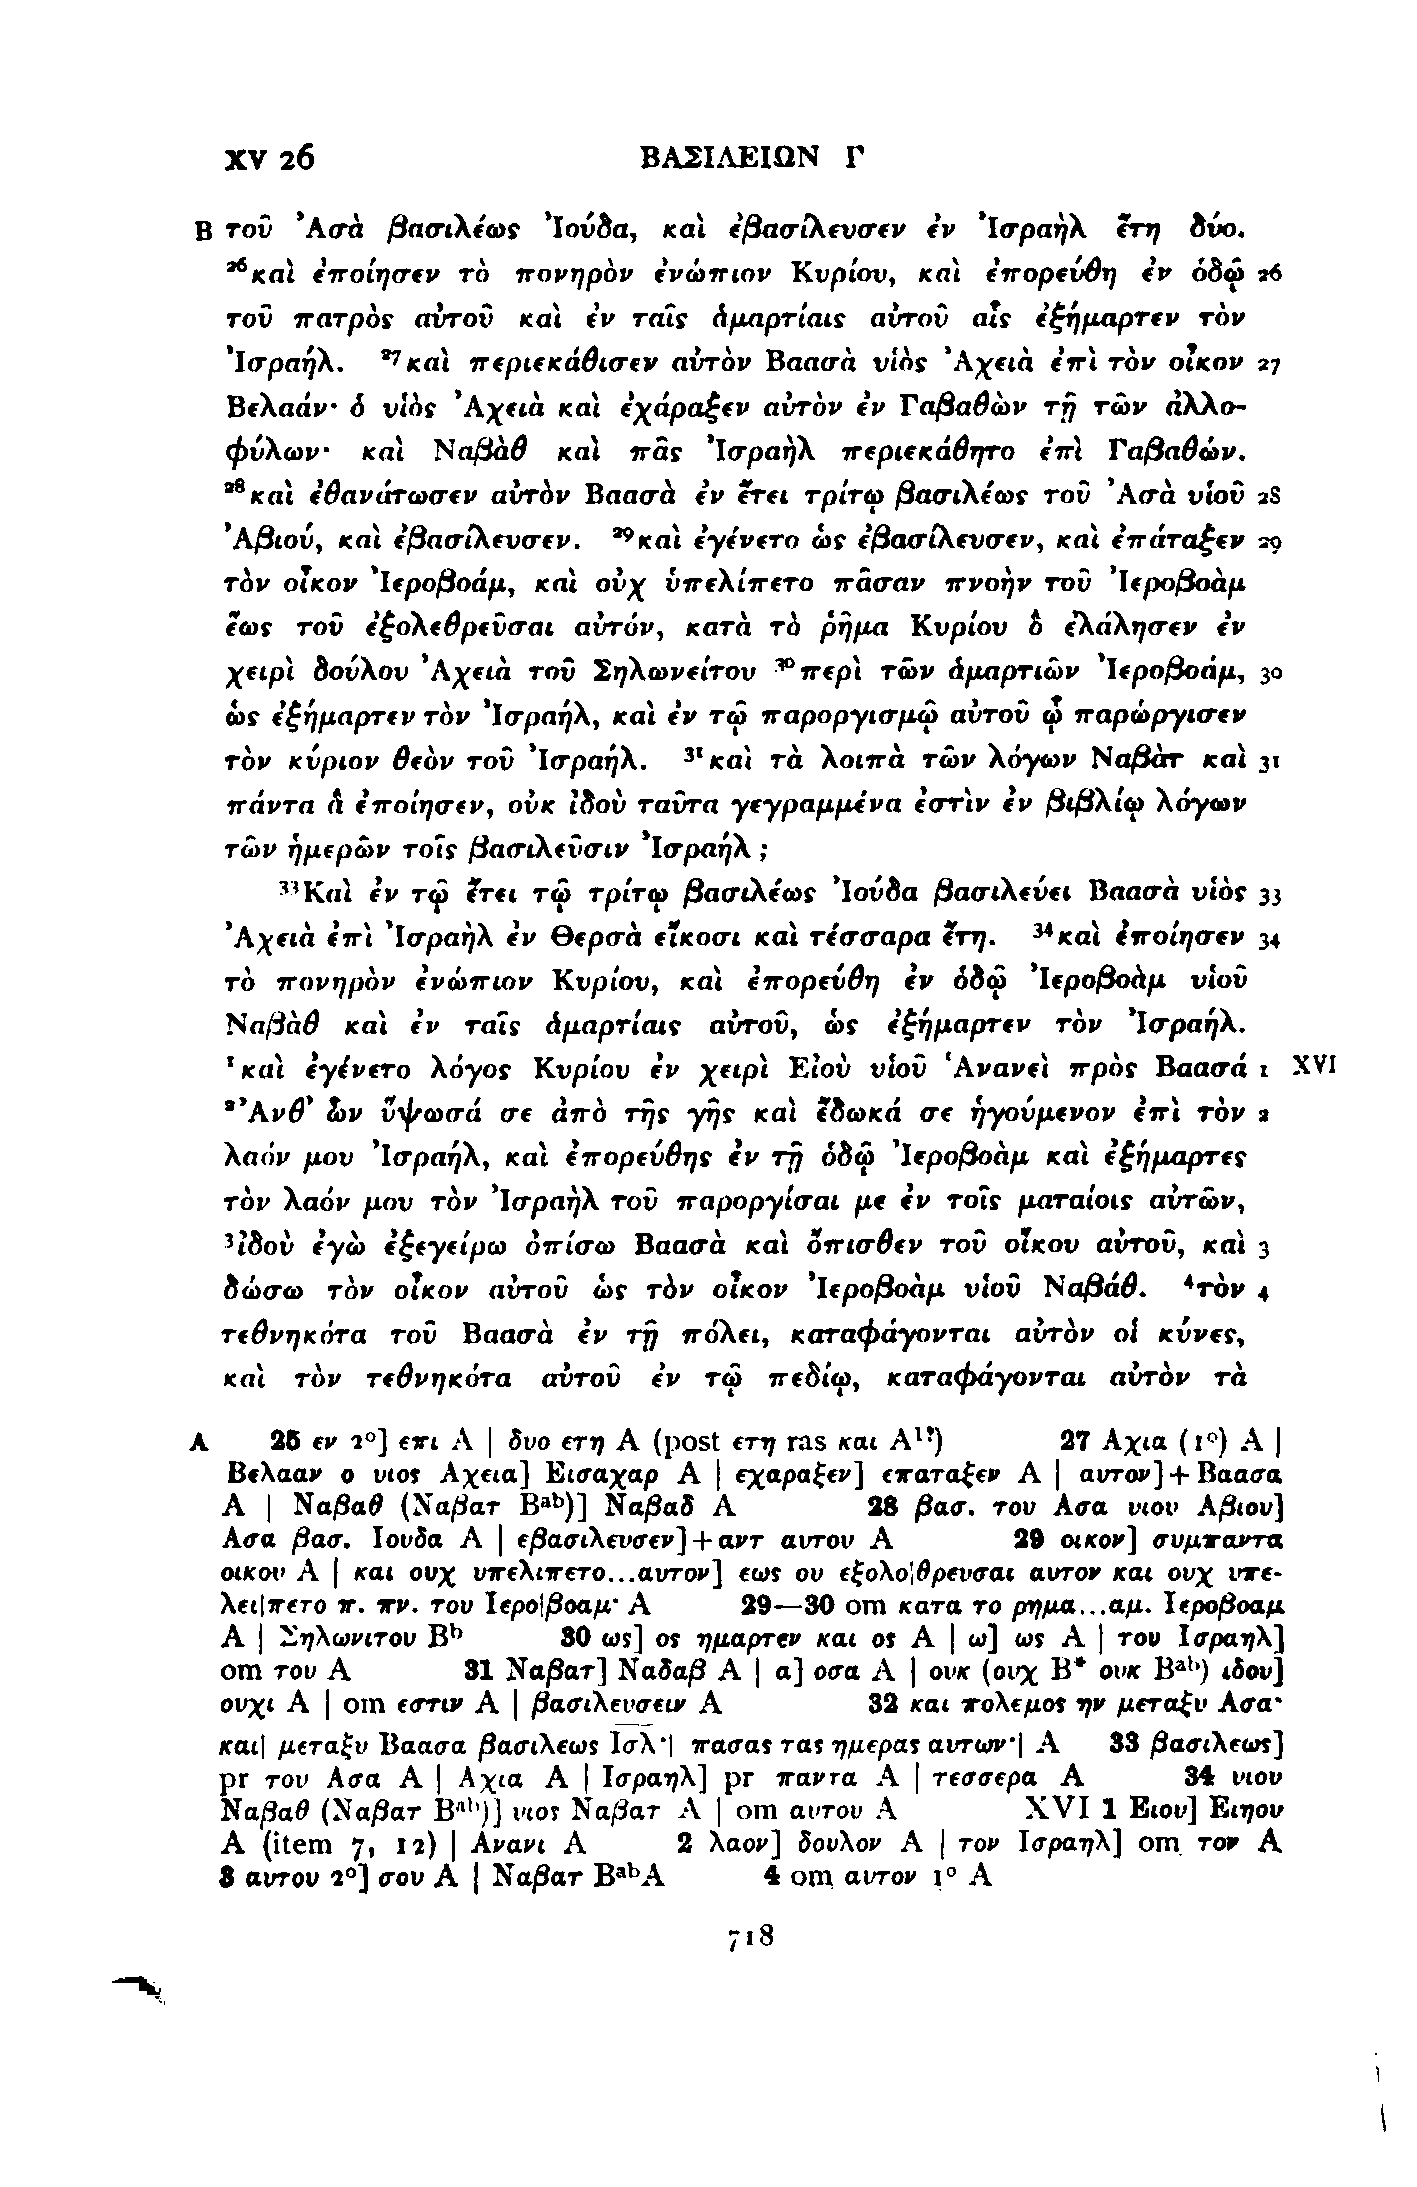 XV 26 ΒΑΣΙΛΕΙΩΝ Γ
B τοῦ Ἀσὰ βασιλέως Ἰούδα, καὶ ἐβασίλευσεν ἐν Ἰσραὴλ ἔτη δύο.
²⁶καὶ ἐποίησεν τὸ πονηρὸν ἐνώπιον Κυρίου, καὶ ἐπορεύθη ἐν ὁδῷ 26
τοῦ πατρὸς αὐτοῦ καὶ ἐν ταῖς ἁμαρτίαις αὐτοῦ αἷς ἐξήμαρτεν τὸν
Ἰσραήλ. ²⁷καὶ περιεκάθισεν αὐτὸν Βαασὰ υἱὸς Ἀχειὰ ἐπὶ τὸν οἶκον 27
Βελαάν· ὁ υἱὸς Ἀχειὰ καὶ ἐχάραξεν αὐτὸν ἐν Γαβαθὼν τῇ τῶν ἀλλο-
φύλων· καὶ Ναβὰθ καὶ πᾶς Ἰσραὴλ περιεκάθητο ἐπὶ Γαβαθών.
²⁸καὶ ἐθανάτωσεν αὐτὸν Βαασὰ ἐν ἔτει τρίτῳ βασιλέως τοῦ Ἀσὰ υἱοῦ 28
Ἀβιού, καὶ ἐβασίλευσεν. ²⁹καὶ ἐγένετο ὡς ἐβασίλευσεν, καὶ ἐπάταξεν 29
τὸν οἶκον Ἰεροβοάμ, καὶ οὐχ ὑπελίπετο πᾶσαν πνοὴν τοῦ Ἰεροβοὰμ
ἕως τοῦ ἐξολεθρεῦσαι αὐτόν, κατὰ τὸ ῥῆμα Κυρίου ὃ ἐλάλησεν ἐν
χειρὶ δούλου Ἀχειὰ τοῦ Σηλωνείτου ³⁰περὶ τῶν ἁμαρτιῶν Ἰεροβοάμ, 30
ὡς ἐξήμαρτεν τὸν Ἰσραήλ, καὶ ἐν τῷ παροργισμῷ αὐτοῦ ᾧ παρώργισεν
τὸν κύριον θεὸν τοῦ Ἰσραήλ. ³¹καὶ τὰ λοιπὰ τῶν λόγων Ναβὰτ καὶ 31
πάντα ἃ ἐποίησεν, οὐκ ἰδοὺ ταῦτα γεγραμμένα ἐστὶν ἐν βιβλίῳ λόγων
τῶν ἡμερῶν τοῖς βασιλεῦσιν Ἰσραήλ ;
³³Καὶ ἐν τῷ ἔτει τῷ τρίτῳ βασιλέως Ἰούδα βασιλεύει Βαασὰ υἱὸς 33
Ἀχειὰ ἐπὶ Ἰσραὴλ ἐν Θερσὰ εἴκοσι καὶ τέσσαρα ἔτη. ³⁴καὶ ἐποίησεν 34
τὸ πονηρὸν ἐνώπιον Κυρίου, καὶ ἐπορεύθη ἐν ὁδῷ Ἰεροβοὰμ υἱοῦ
Ναβὰθ καὶ ἐν ταῖς ἁμαρτίαις αὐτοῦ, ὡς ἐξήμαρτεν τὸν Ἰσραήλ.
¹καὶ ἐγένετο λόγος Κυρίου ἐν χειρὶ Εἰοὺ υἱοῦ Ἁνανεὶ πρὸς Βαασά 1 XVI
²Ἀνθ᾽ ὧν ὕψωσά σε ἀπὸ τῆς γῆς καὶ ἔδωκά σε ἡγούμενον ἐπὶ τὸν 2
λαόν μου Ἰσραήλ, καὶ ἐπορεύθης ἐν τῇ ὁδῷ Ἰεροβοὰμ καὶ ἐξήμαρτες
τὸν λαόν μου τὸν Ἰσραὴλ τοῦ παροργίσαι με ἐν τοῖς ματαίοις αὐτῶν,
³ἰδοὺ ἐγὼ ἐξεγείρω ὀπίσω Βαασὰ καὶ ὄπισθεν τοῦ οἴκου αὐτοῦ, καὶ 3
δώσω τὸν οἶκον αὐτοῦ ὡς τὸν οἶκον Ἰεροβοὰμ υἱοῦ Ναβάθ. ⁴τὸν 4
τεθνηκότα τοῦ Βαασὰ ἐν τῇ πόλει, καταφάγονται αὐτὸν οἱ κύνες,
καὶ τὸν τεθνηκότα αὐτοῦ ἐν τῷ πεδίῳ, καταφάγονται αὐτὸν τὰ
A 25 εν 2°] επι A | δυο ετη A (post ετη ras και A¹?) 27 Αχια (1°) A |
Βελααν ο υιος Αχεια] Εισαχαρ A | εχαραξεν] επαταξεν A | αυτον]+Βαασα
A | Ναβαθ (Ναβατ Bᵃᵇ)] Ναβαδ A 28 βασ. του Ασα υιου Αβιου]
Ασα βασ. Ιουδα A | εβασιλευσεν]+αντ αυτου A 29 οικον] συμπαντα
οικον A | και ουχ υπελιπετο...αυτον] εως ου εξολο|θρευσαι αυτον και ουχ υπε-
λει|πετο π. πν. του Ιερο|βοαμ· A 29—30 om κατα το ρημα...αμ. Ιεροβοαμ
A | Σηλωνιτου Bᵇ 30 ως] ος ημαρτεν και ος A | ω] ως A | του Ισραηλ]
om του A 31 Ναβατ] Ναδαβ A | α] οσα A | ουκ (ουχ B* ουκ Bᵃᵇ) ιδου]
ουχι A | om εστιν A | βασιλευσειν A 32 και πολεμος ην μεταξυ Ασα·
και| μεταξυ Βαασα βασιλεως Ισ̅λ̅·| πασας τας ημερας αυτων·| A 33 βασιλεως]
pr του Ασα A | Αχια A | Ισραηλ] pr παντα A | τεσσερα A 34 υιου
Ναβαθ (Ναβατ Bᵃᵇ)] υιος Ναβατ A | om αυτου A XVI 1 Ειου] Ειηου
A (item 7, 12) | Ανανι A 2 λαον] δουλον A | τον Ισραηλ] om τον A
3 αυτου 2°] σου A | Ναβατ BᵃᵇA 4 om αυτον 1° A
718